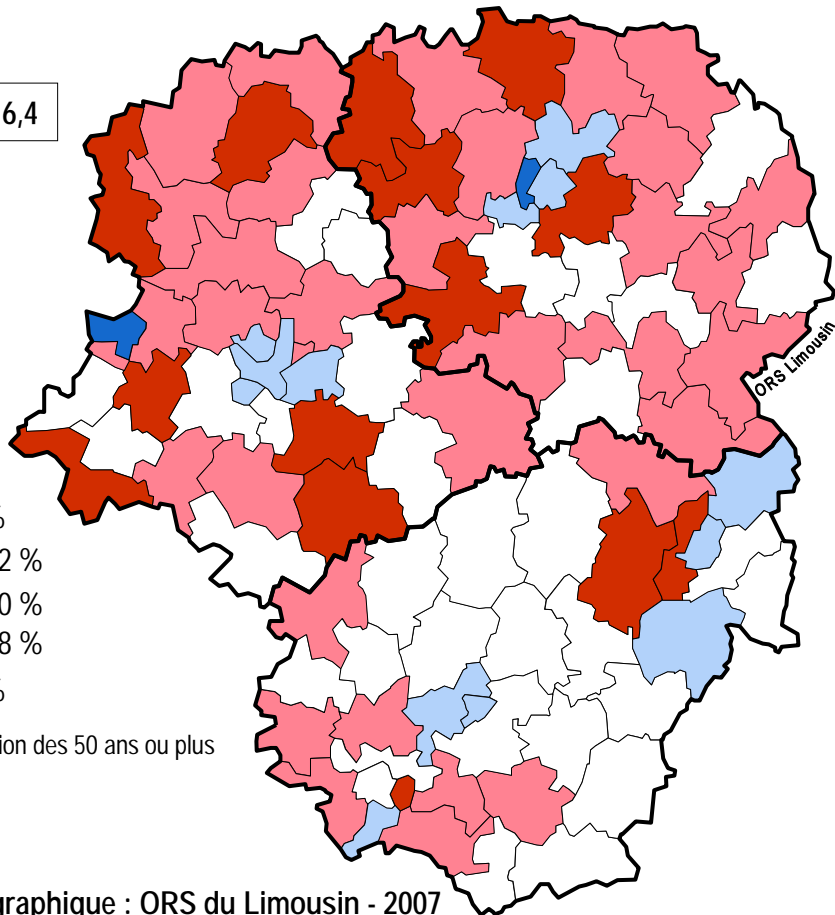 6,4
ORS Limousin
%
2 %
0 %
8 %
%
ion des 50 ans ou plus
graphique : ORS du Limousin - 2007